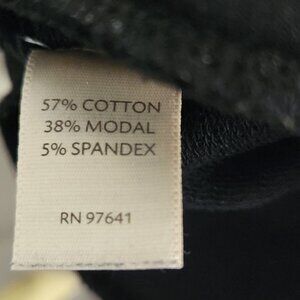 57% COTTON
38% MODAL
5% SPANDEX
RN 97641